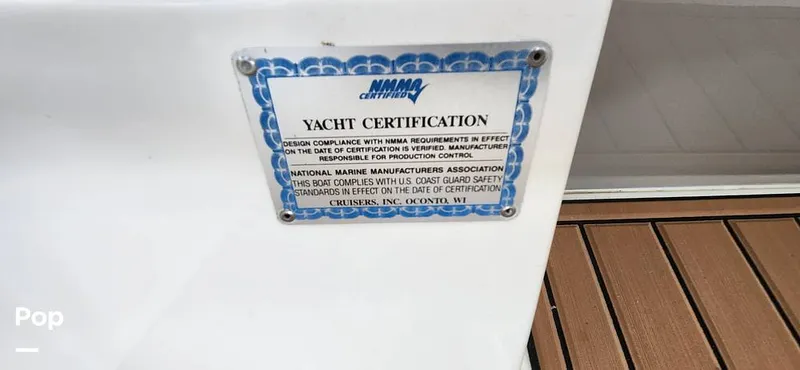 NMMA
CERTIFIED
YACHT CERTIFICATION
DESIGN COMPLIANCE WITH NMMA REQUIREMENTS IN EFFECT
ON THE DATE OF CERTIFICATION IS VERIFIED. MANUFACTURER
RESPONSIBLE FOR PRODUCTION CONTROL
NATIONAL MARINE MANUFACTURERS ASSOCIATION
THIS BOAT COMPLIES WITH U.S. COAST GUARD SAFETY
STANDARDS IN EFFECT ON THE DATE OF CERTIFICATION
CRUISERS, INC. OCONTO, WI
Pop